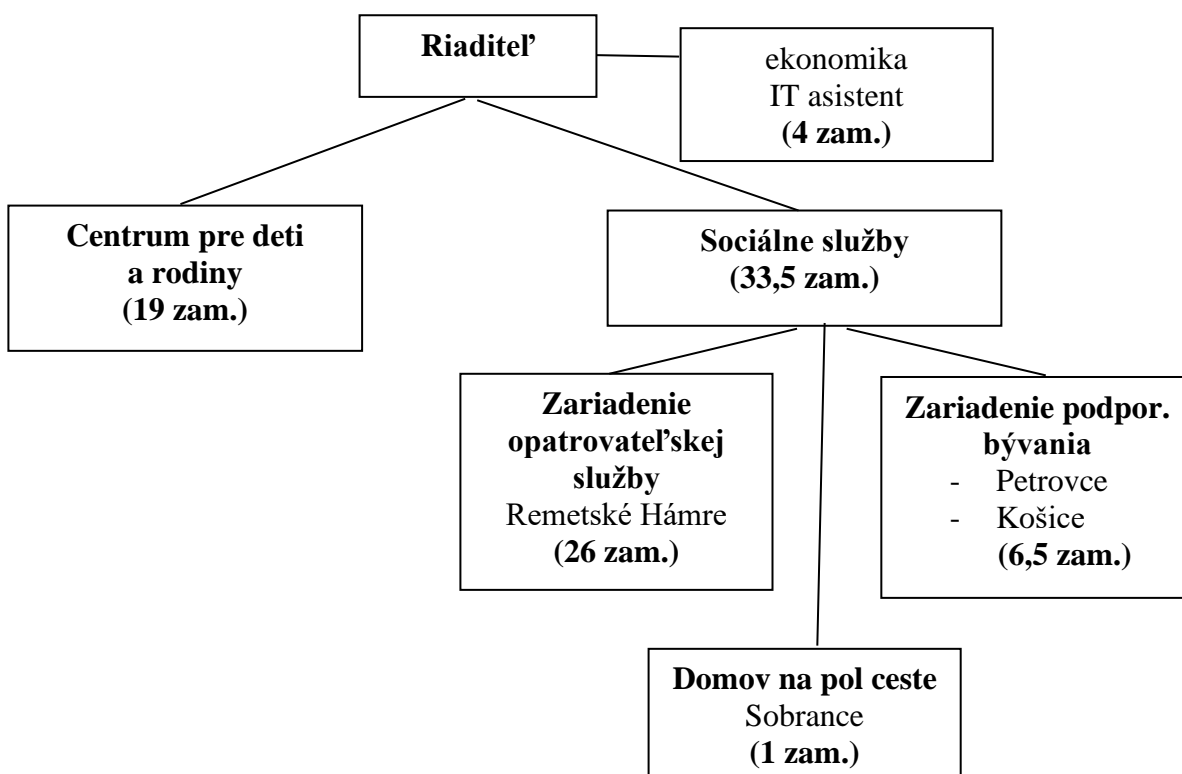 Riaditeľ
ekonomika
IT asistent
(4 zam.)
Centrum pre deti
a rodiny
(19 zam.)
Sociálne služby
(33,5 zam.)
Zariadenie
opatrovateľskej
služby
Remetské Hámre
(26 zam.)
Zariadenie podpor.
bývania
- Petrovce
- Košice
(6,5 zam.)
Domov na pol ceste
Sobrance
(1 zam.)